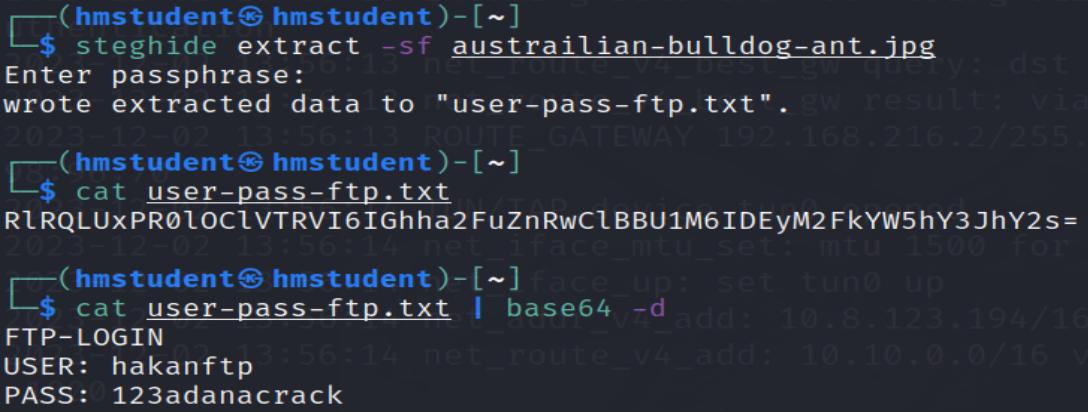 ┌──(hmstudent㉿hmstudent)-[~]
└─$ steghide extract -sf austrailian-bulldog-ant.jpg
Enter passphrase:
wrote extracted data to "user-pass-ftp.txt".
┌──(hmstudent㉿hmstudent)-[~]
└─$ cat user-pass-ftp.txt
RlRQLUxPR0lOClVTRVI6IGhha2FuZnRwClBBU1M6IDEyM2FkYW5hY3JhY2s=
┌──(hmstudent㉿hmstudent)-[~]
└─$ cat user-pass-ftp.txt | base64 -d
FTP-LOGIN
USER: hakanftp
PASS: 123adanacrack